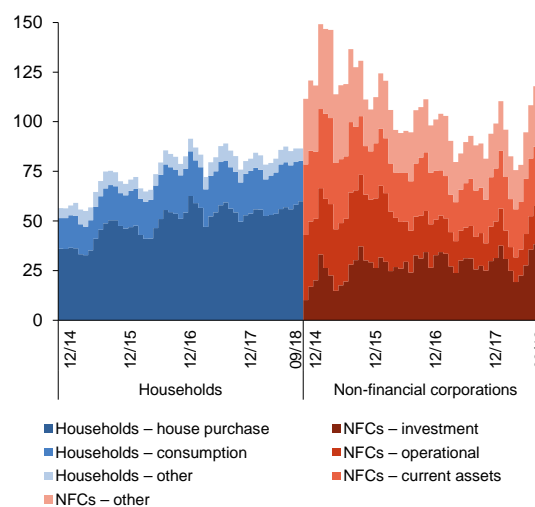 150
125
100
75
50
25
0
12/14
12/15
12/16
12/17
09/18
12/14
12/15
12/16
12/17
Households
Non-financial corporations
Households – house purchase
NFCs – investment
Households – consumption
NFCs – operational
Households – other
NFCs – current assets
NFCs – other